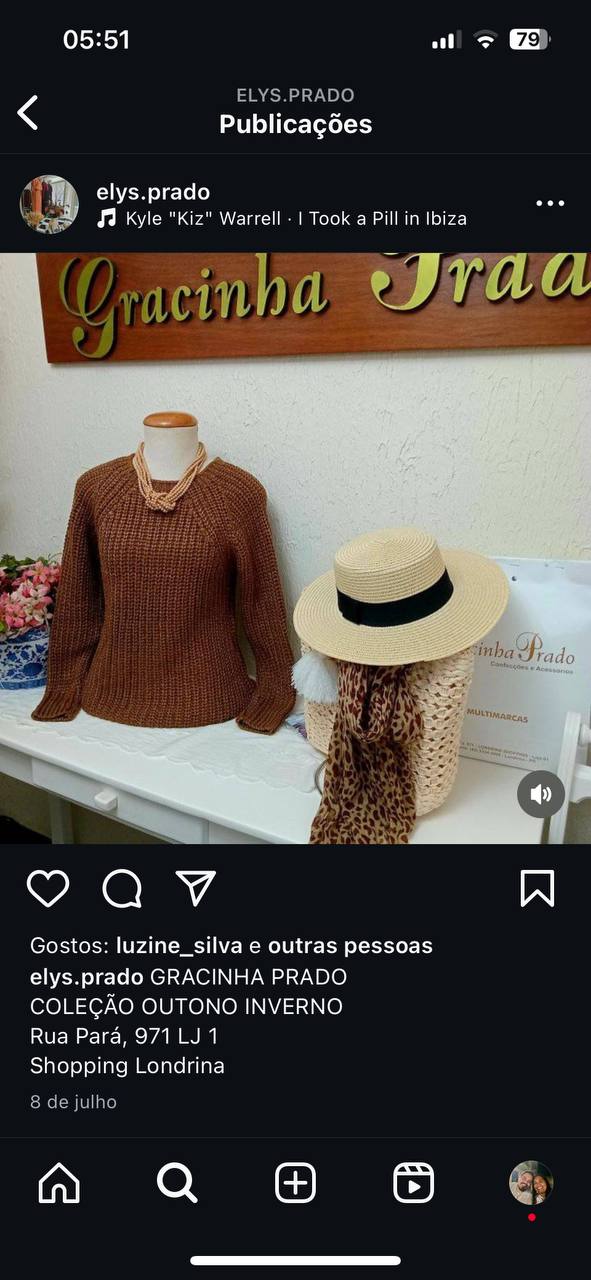 05:51
79
ELYS.PRADO
Publicações
elys.prado
Kyle "Kiz" Warrell · I Took a Pill in Ibiza
Gracinha Prad
cinha Prado
Confecções e Acessorios
MULTIMARCAS
Gostos: luzine_silva e outras pessoas
elys.prado GRACINHA PRADO
COLEÇÃO OUTONO INVERNO
Rua Pará, 971 LJ 1
Shopping Londrina
8 de julho